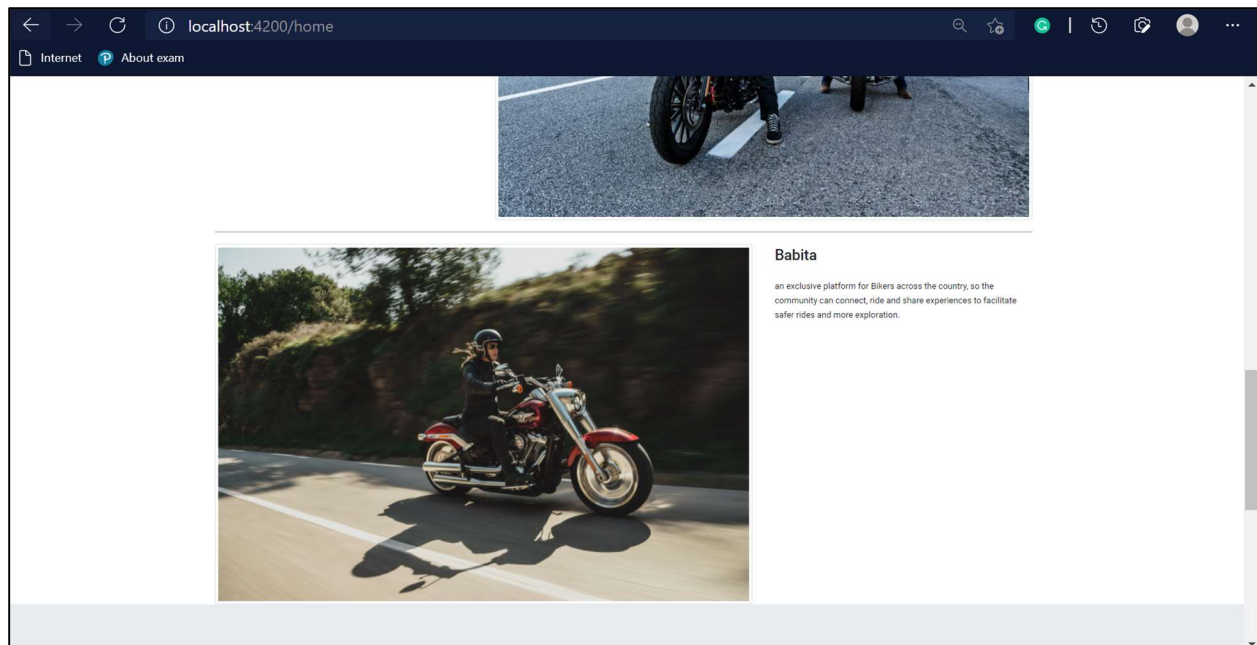 localhost:4200/home
Internet
About exam
Babita
an exclusive platform for Bikers across the country, so the
community can connect, ride and share experiences to facilitate
safer rides and more exploration.